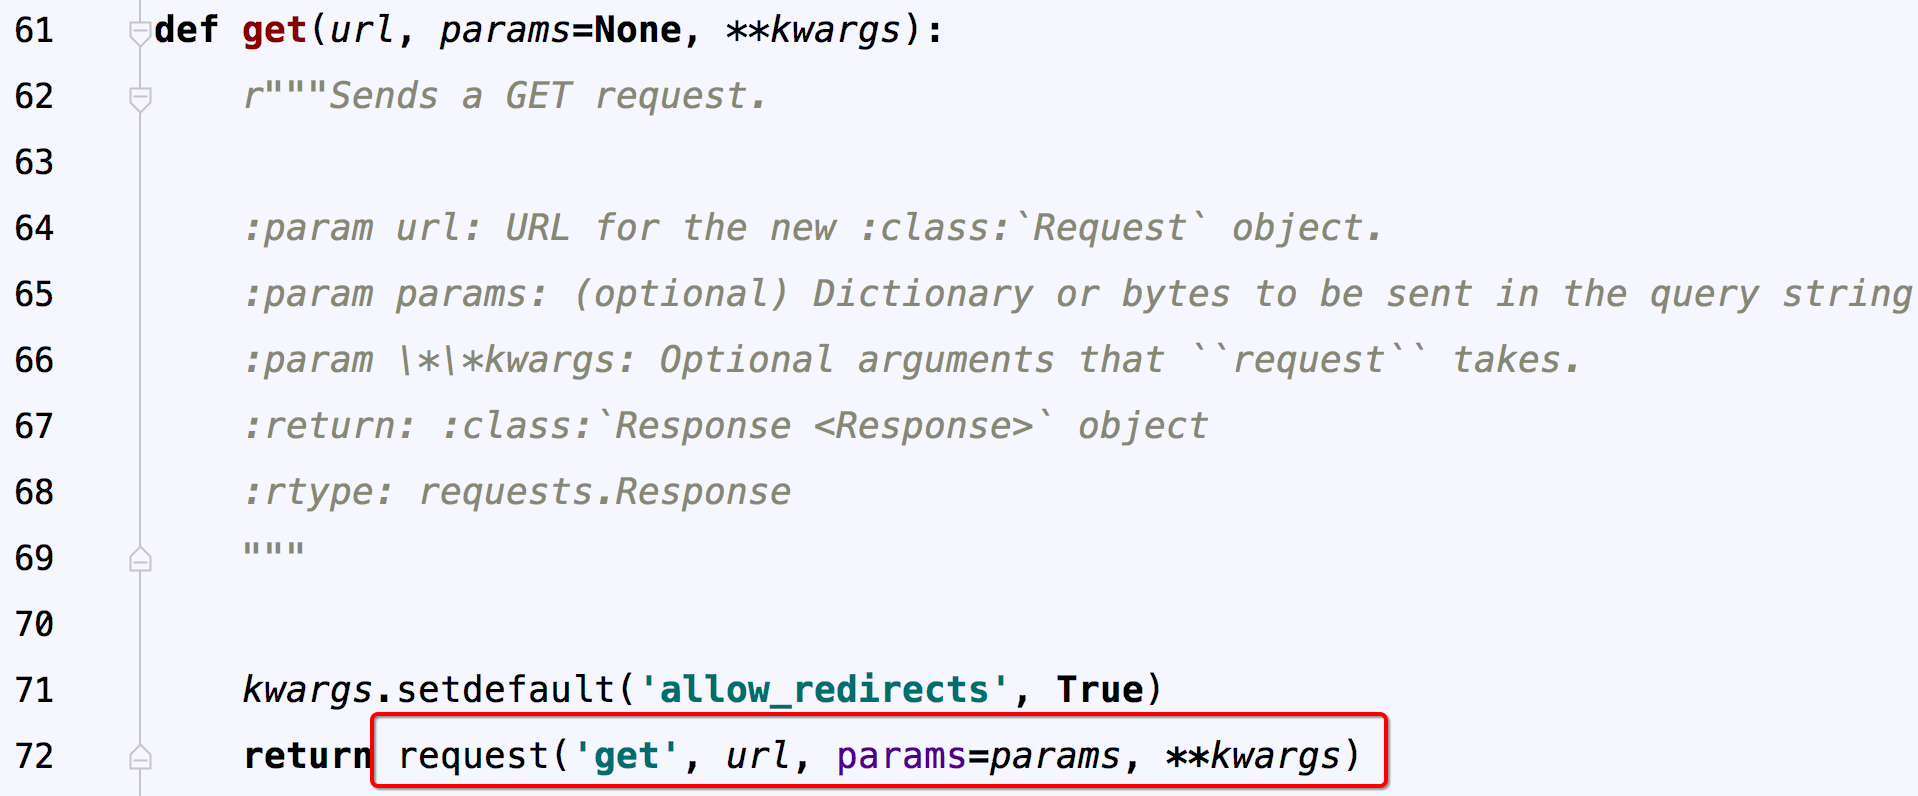 61 def get(url, params=None, **kwargs):
62 r"""Sends a GET request.
63
64 :param url: URL for the new :class:`Request` object.
65 :param params: (optional) Dictionary or bytes to be sent in the query string
66 :param \*\*kwargs: Optional arguments that ``request`` takes.
67 :return: :class:`Response <Response>` object
68 :rtype: requests.Response
69 """
70
71 kwargs.setdefault('allow_redirects', True)
72 return request('get', url, params=params, **kwargs)